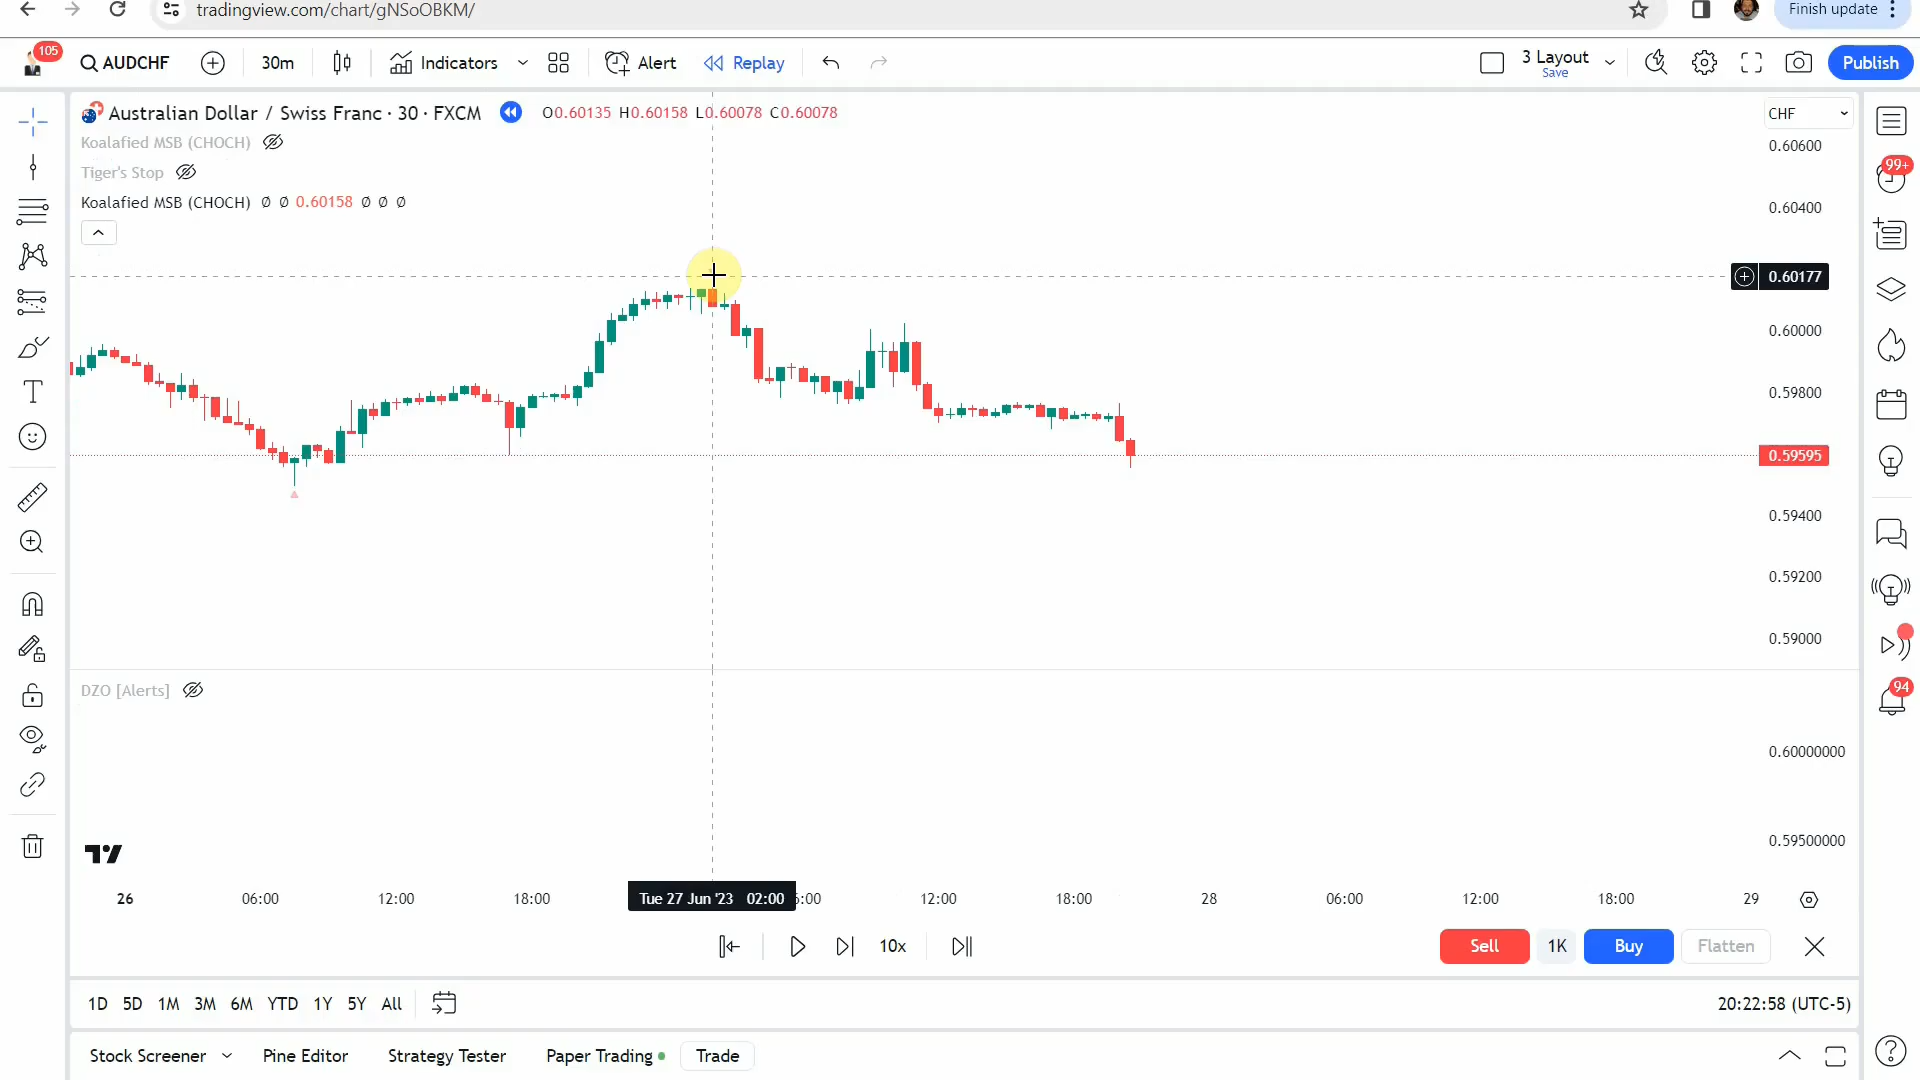 tradingview.com/chart/gNSoOBKM/
Finish update
105
AUDCHF
30m
Indicators
Alert
Replay
3 Layout
Save
Publish
Australian Dollar / Swiss Franc · 30 · FXCM
O0.60135 H0.60158 L0.60078 C0.60078
CHF
Koalafied MSB (CHOCH)
Tiger's Stop
Koalafied MSB (CHOCH) Ø Ø 0.60158 Ø Ø Ø
0.60600
99+
0.60400
0.60177
0.60000
0.59800
0.59595
0.59400
0.59200
0.59000
94
DZO [Alerts]
0.60000000
0.59500000
26
06:00
12:00
18:00
Tue 27 Jun '23 02:00
:00
12:00
18:00
28
06:00
12:00
18:00
29
10x
Sell
1K
Buy
Flatten
1D 5D 1M 3M 6M YTD 1Y 5Y All
20:22:58 (UTC-5)
Stock Screener
Pine Editor
Strategy Tester
Paper Trading
Trade